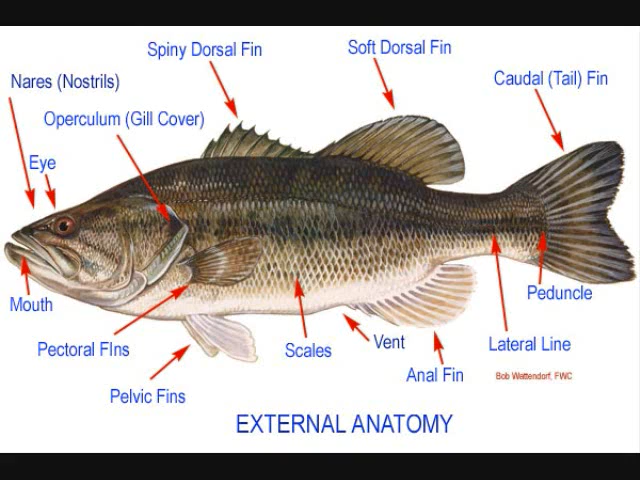 Spiny Dorsal Fin
Soft Dorsal Fin
Nares (Nostrils)
Caudal (Tail) Fin
Operculum (Gill Cover)
Eye
Mouth
Peduncle
Pectoral FIns
Scales
Vent
Lateral Line
Anal Fin
Bob Wattendorf, FWC
Pelvic Fins
EXTERNAL ANATOMY